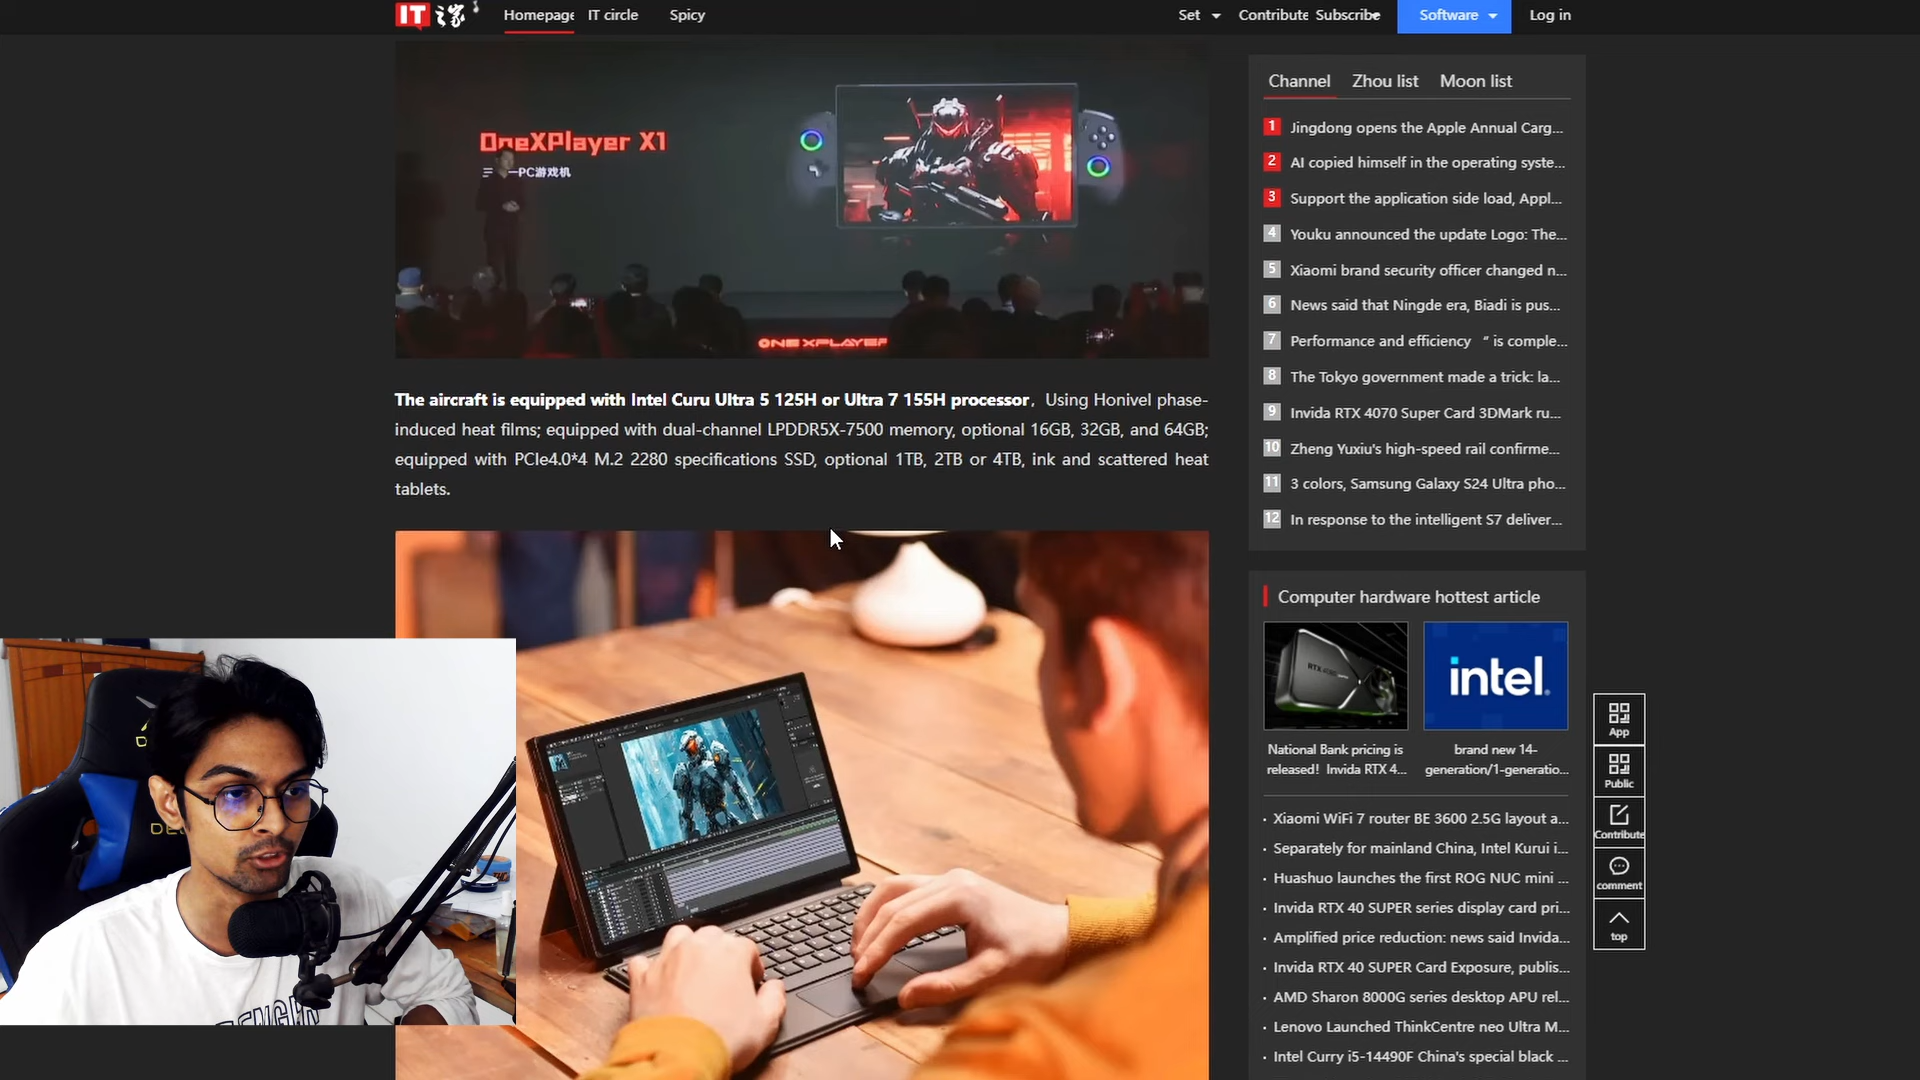 IT之家
Homepage
IT circle
Spicy
Set
Contribute
Subscribe
Software
Log in
OneXPlayer X1
一PC游戏机
ONEXPLAYER
The aircraft is equipped with Intel Curu Ultra 5 125H or Ultra 7 155H processor，Using Honivel phase-
induced heat films; equipped with dual-channel LPDDR5X-7500 memory, optional 16GB, 32GB, and 64GB;
equipped with PCIe4.0*4 M.2 2280 specifications SSD, optional 1TB, 2TB or 4TB, ink and scattered heat
tablets.
Channel
Zhou list
Moon list
1 Jingdong opens the Apple Annual Carg...
2 AI copied himself in the operating syste...
3 Support the application side load, Appl...
4 Youku announced the update Logo: The...
5 Xiaomi brand security officer changed n...
6 News said that Ningde era, Biadi is pus...
7 Performance and efficiency “ is comple...
8 The Tokyo government made a trick: la...
9 Invida RTX 4070 Super Card 3DMark ru...
10 Zheng Yuxiu's high-speed rail confirme...
11 3 colors, Samsung Galaxy S24 Ultra pho...
12 In response to the intelligent S7 deliver...
Computer hardware hottest article
intel.
National Bank pricing is
released! Invida RTX 4...
brand new 14-
generation/1-generatio...
· Xiaomi WiFi 7 router BE 3600 2.5G layout a...
· Separately for mainland China, Intel Kurui i...
· Huashuo launches the first ROG NUC mini ...
· Invida RTX 40 SUPER series display card pri...
· Amplified price reduction: news said Invida...
· Invida RTX 40 SUPER Card Exposure, publis...
· AMD Sharon 8000G series desktop APU rel...
· Lenovo Launched ThinkCentre neo Ultra M...
· Intel Curry i5-14490F China's special black ...
App
Public
Contribute
comment
top